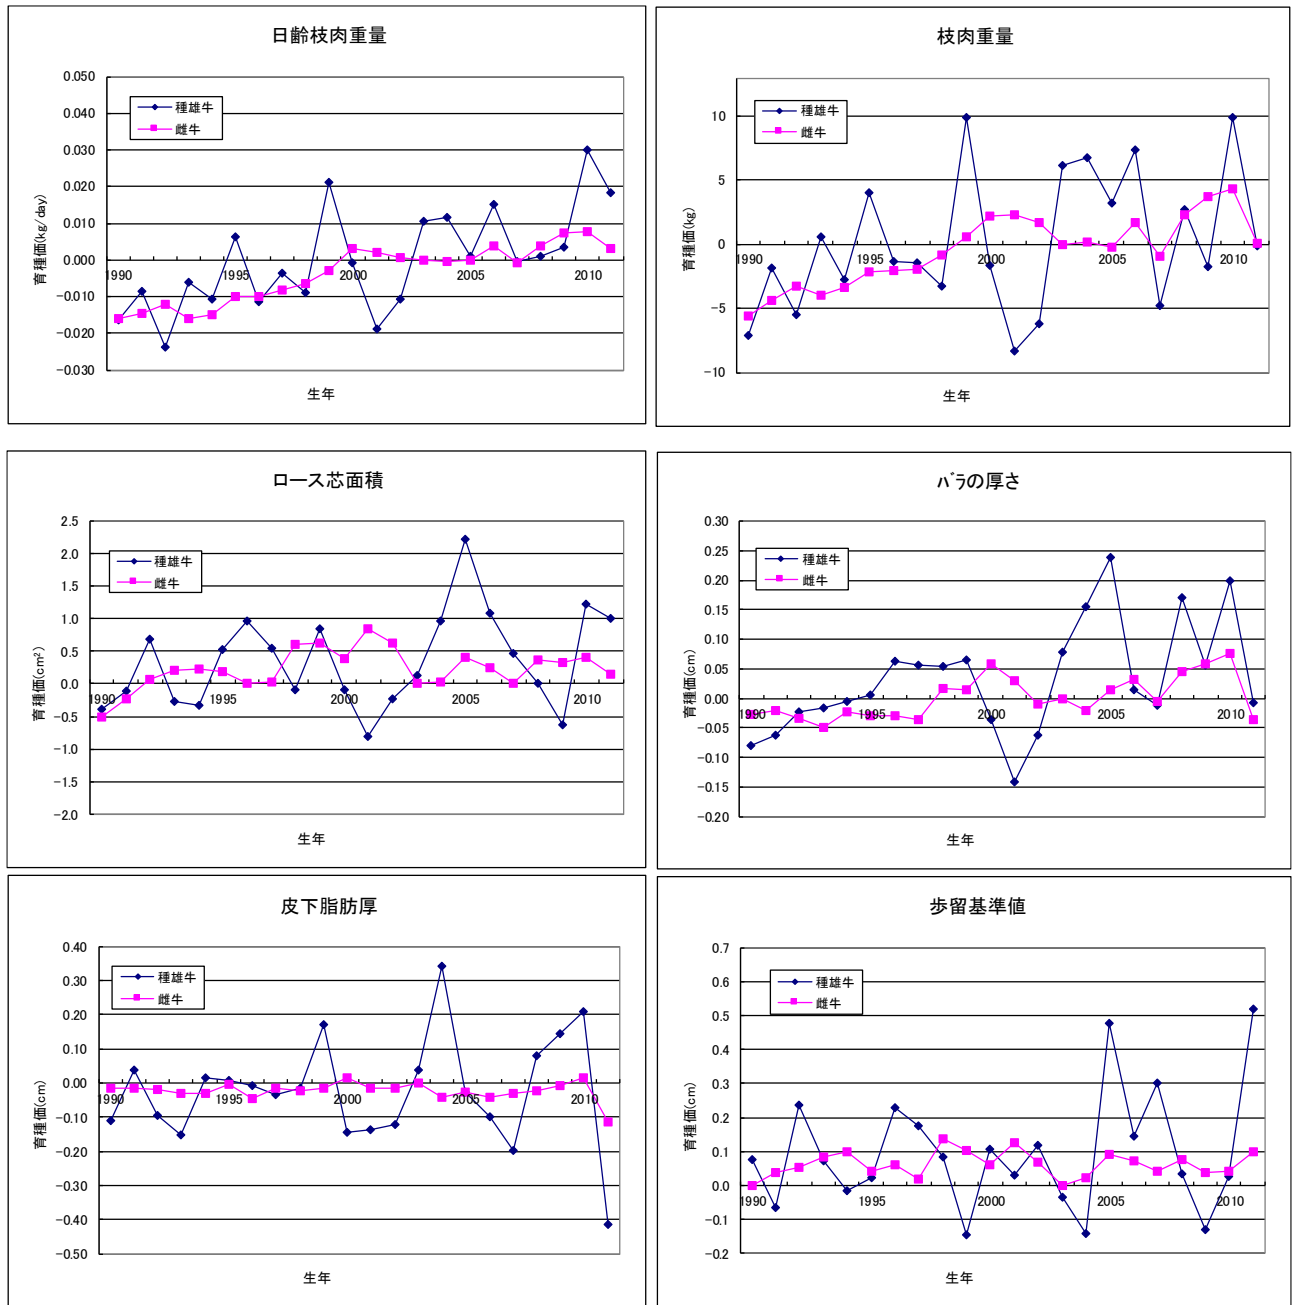 日齢枝肉重量
0.050
0.040
0.030
0.020
0.010
0.000
-0.010
-0.020
-0.030
種雄牛
雌牛
1990
1995
2000
2005
2010
育種価(kg/day)
生年
枝肉重量
10
5
0
-5
-10
種雄牛
雌牛
1990
1995
2000
2005
2010
育種価(kg)
生年
ロース芯面積
2.5
2.0
1.5
1.0
0.5
0.0
-0.5
-1.0
-1.5
-2.0
種雄牛
雌牛
1990
1995
2000
2005
2010
育種価(cm²)
生年
バラの厚さ
0.30
0.25
0.20
0.15
0.10
0.05
0.00
-0.05
-0.10
-0.15
-0.20
種雄牛
雌牛
1990
1995
2000
2005
2010
育種価(cm)
生年
皮下脂肪厚
0.40
0.30
0.20
0.10
0.00
-0.10
-0.20
-0.30
-0.40
-0.50
種雄牛
雌牛
1990
1995
2000
2005
2010
育種価(cm)
生年
歩留基準値
0.7
0.6
0.5
0.4
0.3
0.2
0.1
0.0
-0.1
-0.2
種雄牛
雌牛
1990
1995
2000
2005
2010
育種価(cm)
生年